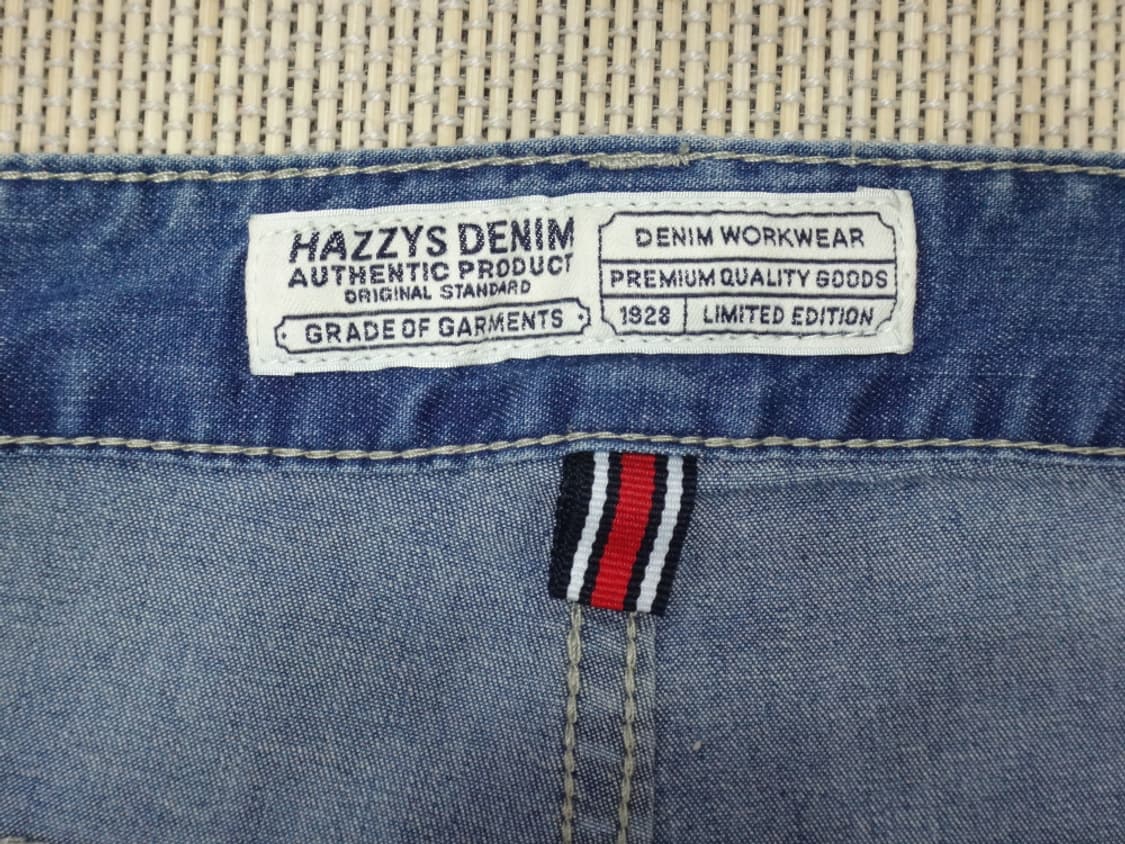 HAZZYS DENIM
AUTHENTIC PRODUCT
ORIGINAL STANDARD
GRADE OF GARMENTS
DENIM WORKWEAR
PREMIUM QUALITY GOODS
1928 LIMITED EDITION